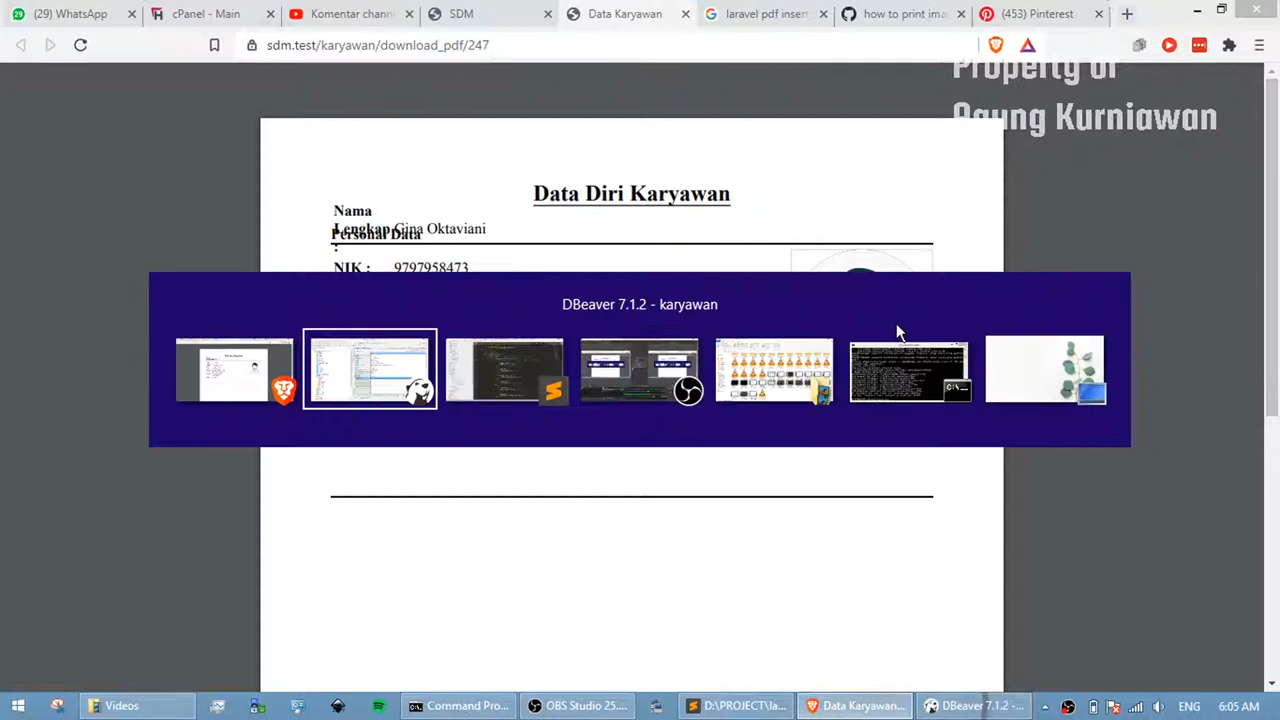 (29) WhatsApp
cPanel - Main
Komentar chann
SDM
Data Karyawan
laravel pdf insert
how to print ima
(453) Pinterest
sdm.test/karyawan/download_pdf/247
Property of
Agung Kurniawan
Data Diri Karyawan
Nama
Lengkap Gina Oktaviani
Personal Data
:
NIK : 9797958473
DBeaver 7.1.2 - karyawan
Videos
Command Pro...
OBS Studio 25....
D:\PROJECT\la...
Data Karyawan...
DBeaver 7.1.2 -...
ENG
6:05 AM